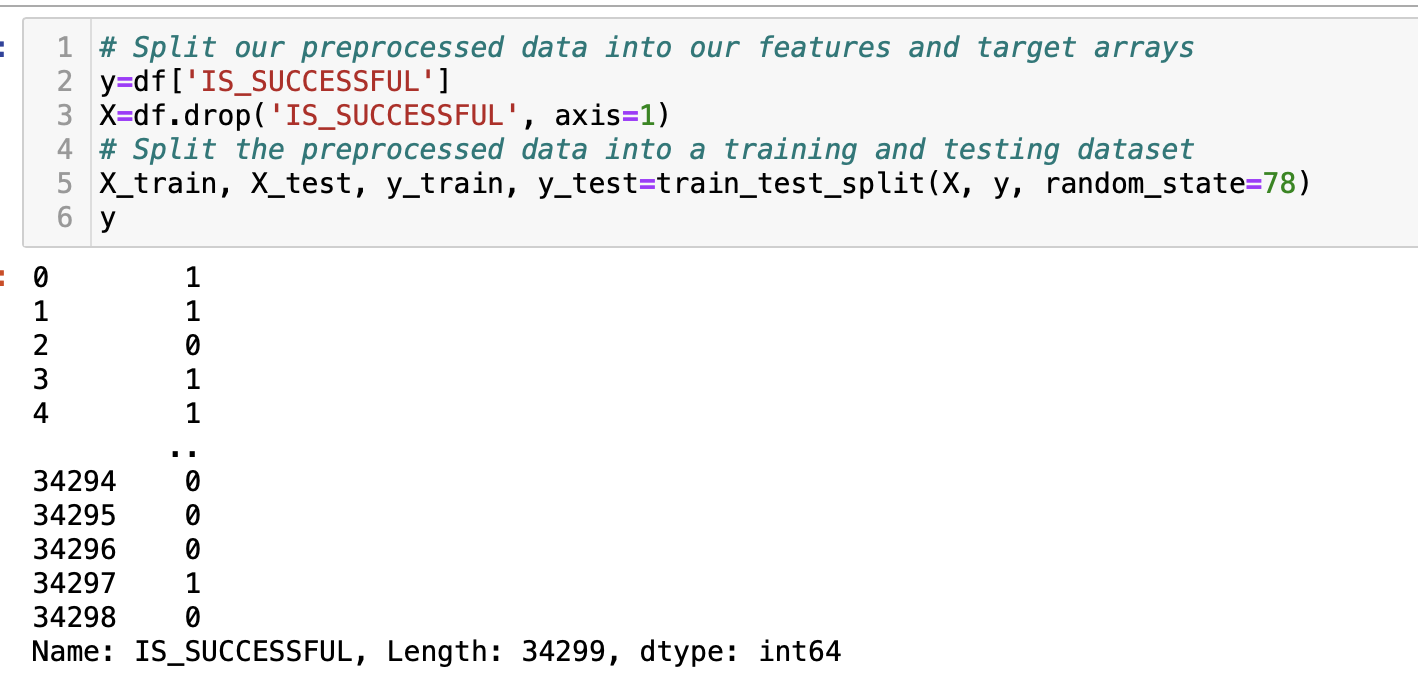 1 # Split our preprocessed data into our features and target arrays
2 y=df['IS_SUCCESSFUL']
3 X=df.drop('IS_SUCCESSFUL', axis=1)
4 # Split the preprocessed data into a training and testing dataset
5 X_train, X_test, y_train, y_test=train_test_split(X, y, random_state=78)
6 y
0 1
1 1
2 0
3 1
4 1
..
34294 0
34295 0
34296 0
34297 1
34298 0
Name: IS_SUCCESSFUL, Length: 34299, dtype: int64